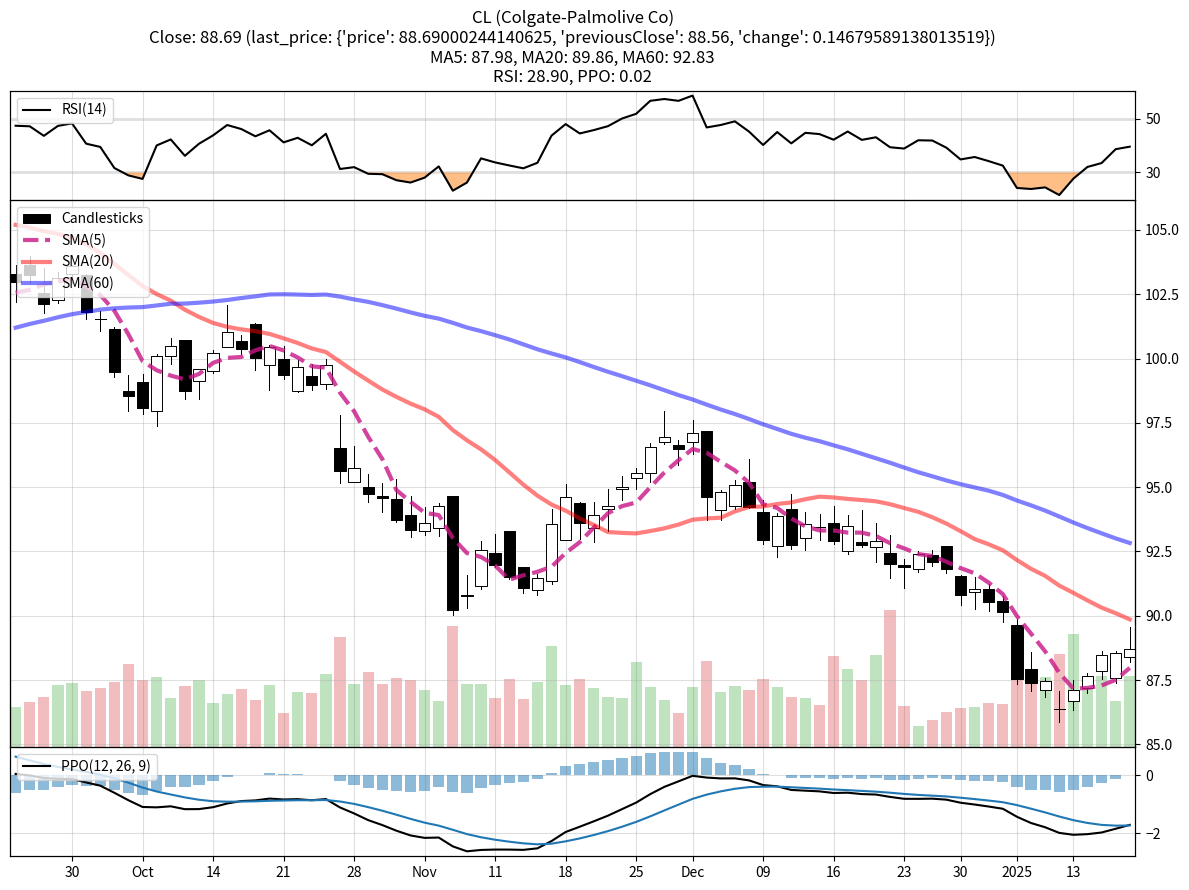 CL (Colgate-Palmolive Co)
Close: 88.69 (last_price: {'price': 88.69000244140625, 'previousClose': 88.56, 'change': 0.14679589138013519})
MA5: 87.98, MA20: 89.86, MA60: 92.83
RSI: 28.90, PPO: 0.02
RSI(14)
50
30
Candlesticks
SMA(5)
SMA(20)
SMA(60)
105.0
102.5
100.0
97.5
95.0
92.5
90.0
87.5
85.0
PPO(12, 26, 9)
0
−2
30 Oct 14 21 28 Nov 11 18 25 Dec 09 16 23 30 2025 13